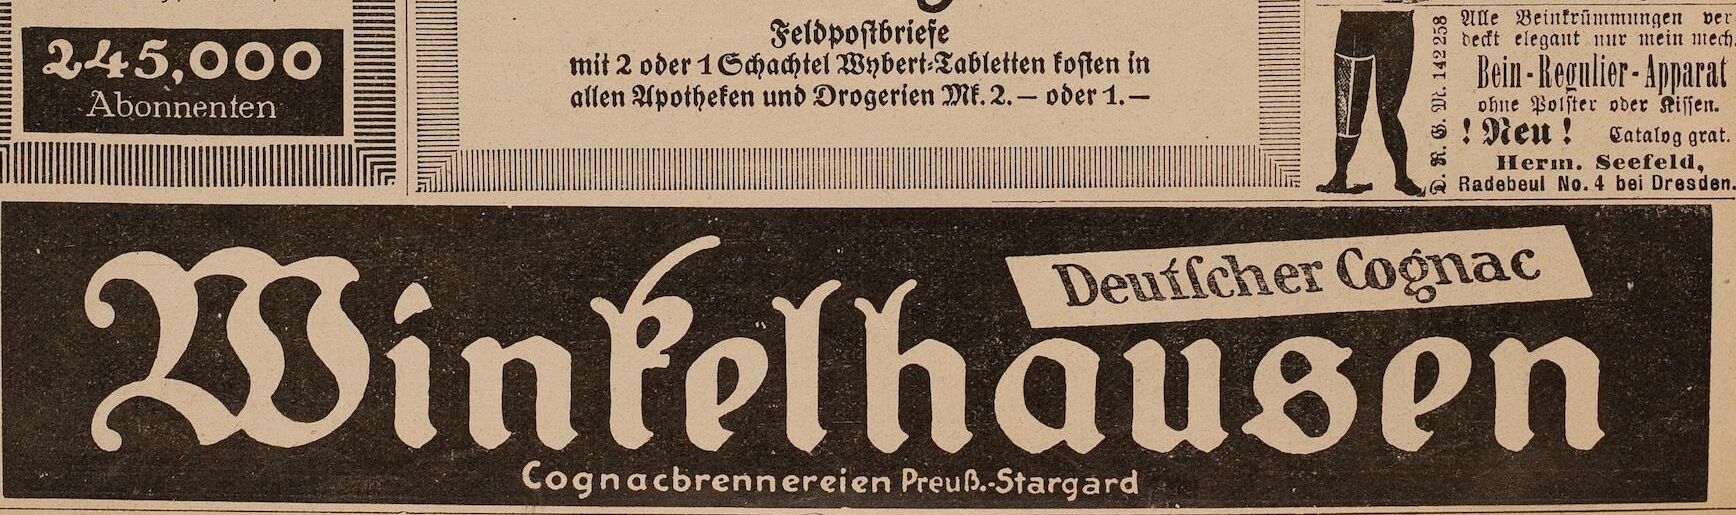 245,000
Abonnenten
Feldpostbriefe
mit 2 oder 1 Schachtel Wybert-Tabletten kosten in
allen Apotheken und Drogerien Mk. 2.— oder 1.—
D. R. G. M. 142 258
Alle Beinkrümmungen ver
deckt elegant nur mein mech.
Bein-Regulier-Apparat
ohne Polster oder Kissen.
! Neu ! Catalog grat.
Herm. Seefeld,
Radebeul No. 4 bei Dresden.
Deutscher Cognac
Winkelhausen
Cognacbrennereien Preuß.-Stargard